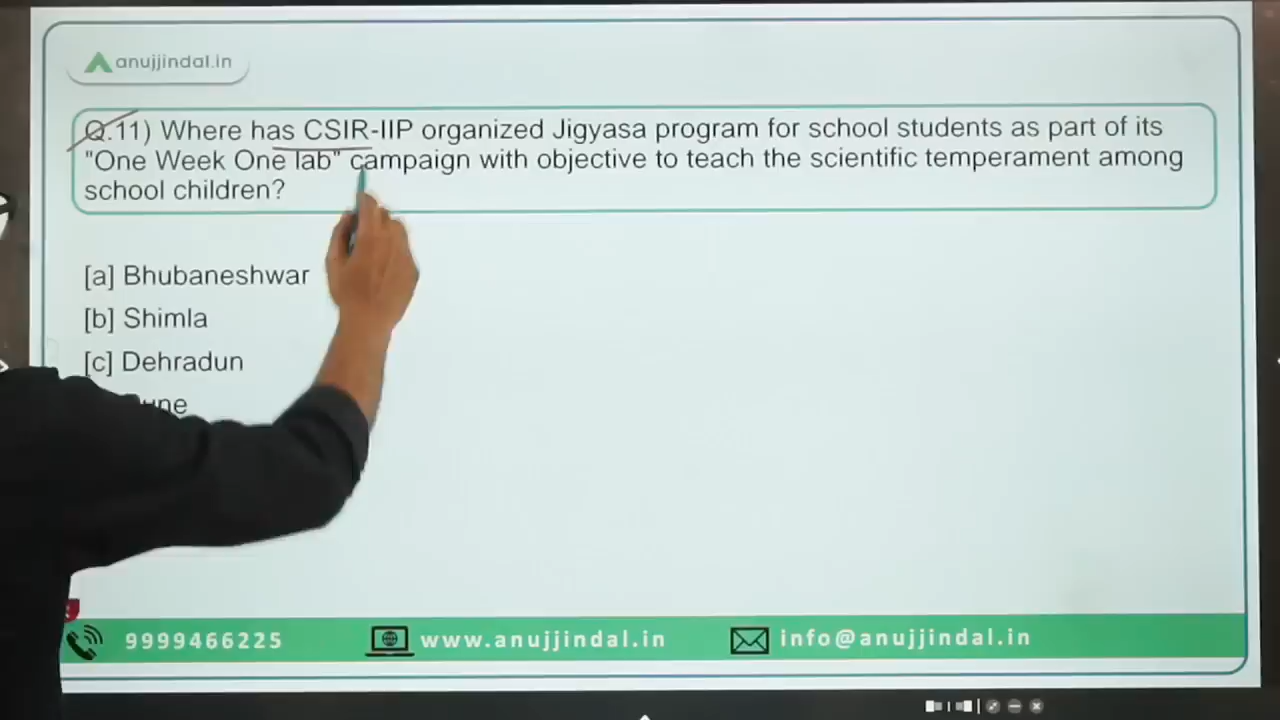 anujjindal.in
Q.11) Where has CSIR-IIP organized Jigyasa program for school students as part of its
"One Week One lab" campaign with objective to teach the scientific temperament among
school children?
[a] Bhubaneshwar
[b] Shimla
[c] Dehradun
9999466225
www.anujjindal.in
info@anujjindal.in